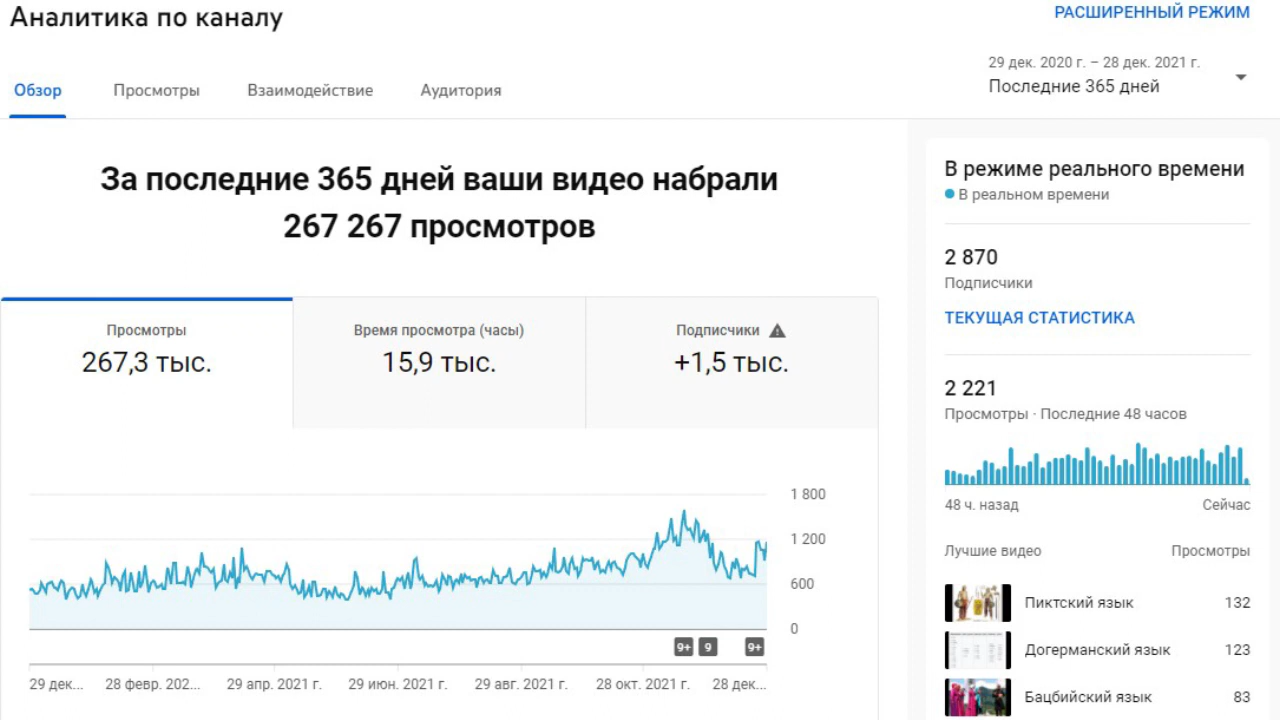 Аналитика по каналу
РАСШИРЕННЫЙ РЕЖИМ
Обзор
Просмотры
Взаимодействие
Аудитория
29 дек. 2020 г. – 28 дек. 2021 г.
Последние 365 дней
За последние 365 дней ваши видео набрали
267 267 просмотров
Просмотры
267,3 тыс.
Время просмотра (часы)
15,9 тыс.
Подписчики
+1,5 тыс.
1 800
1 200
600
0
9+
9
9+
29 дек...
28 февр. 202...
29 апр. 2021 г.
29 июн. 2021 г.
29 авг. 2021 г.
28 окт. 2021 г.
28 дек...
В режиме реального времени
В реальном времени
2 870
Подписчики
ТЕКУЩАЯ СТАТИСТИКА
2 221
Просмотры · Последние 48 часов
48 ч. назад
Сейчас
Лучшие видео
Просмотры
Пиктский язык
132
Догерманский язык
123
Бацбийский язык
83